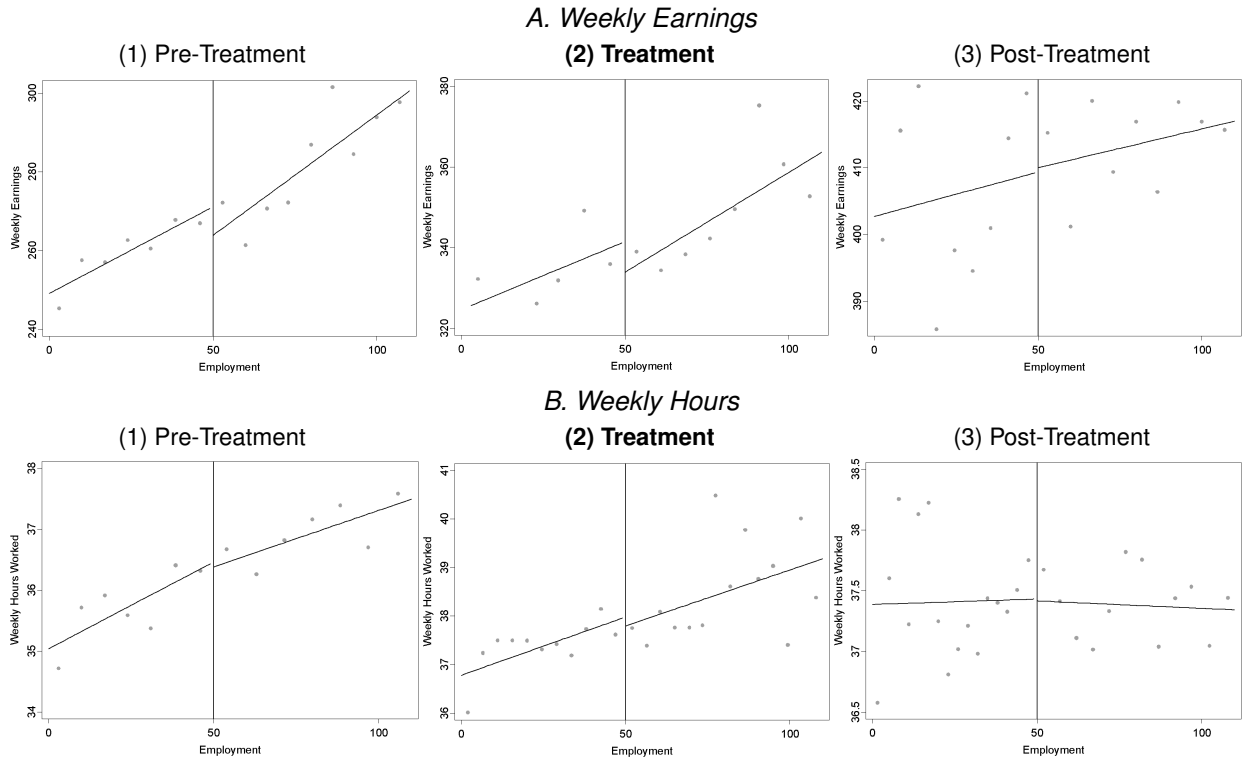 A. Weekly Earnings
(1) Pre-Treatment
(2) Treatment
(3) Post-Treatment
Weekly Earnings
240
260
280
300
0
50
100
Employment
Weekly Earnings
320
340
360
380
0
50
100
Employment
Weekly Earnings
390
400
410
420
0
50
100
Employment
B. Weekly Hours
(1) Pre-Treatment
(2) Treatment
(3) Post-Treatment
Weekly Hours Worked
34
35
36
37
38
0
50
100
Employment
Weekly Hours Worked
36
37
38
39
40
41
0
50
100
Employment
Weekly Hours Worked
36.5
37
37.5
38
38.5
0
50
100
Employment